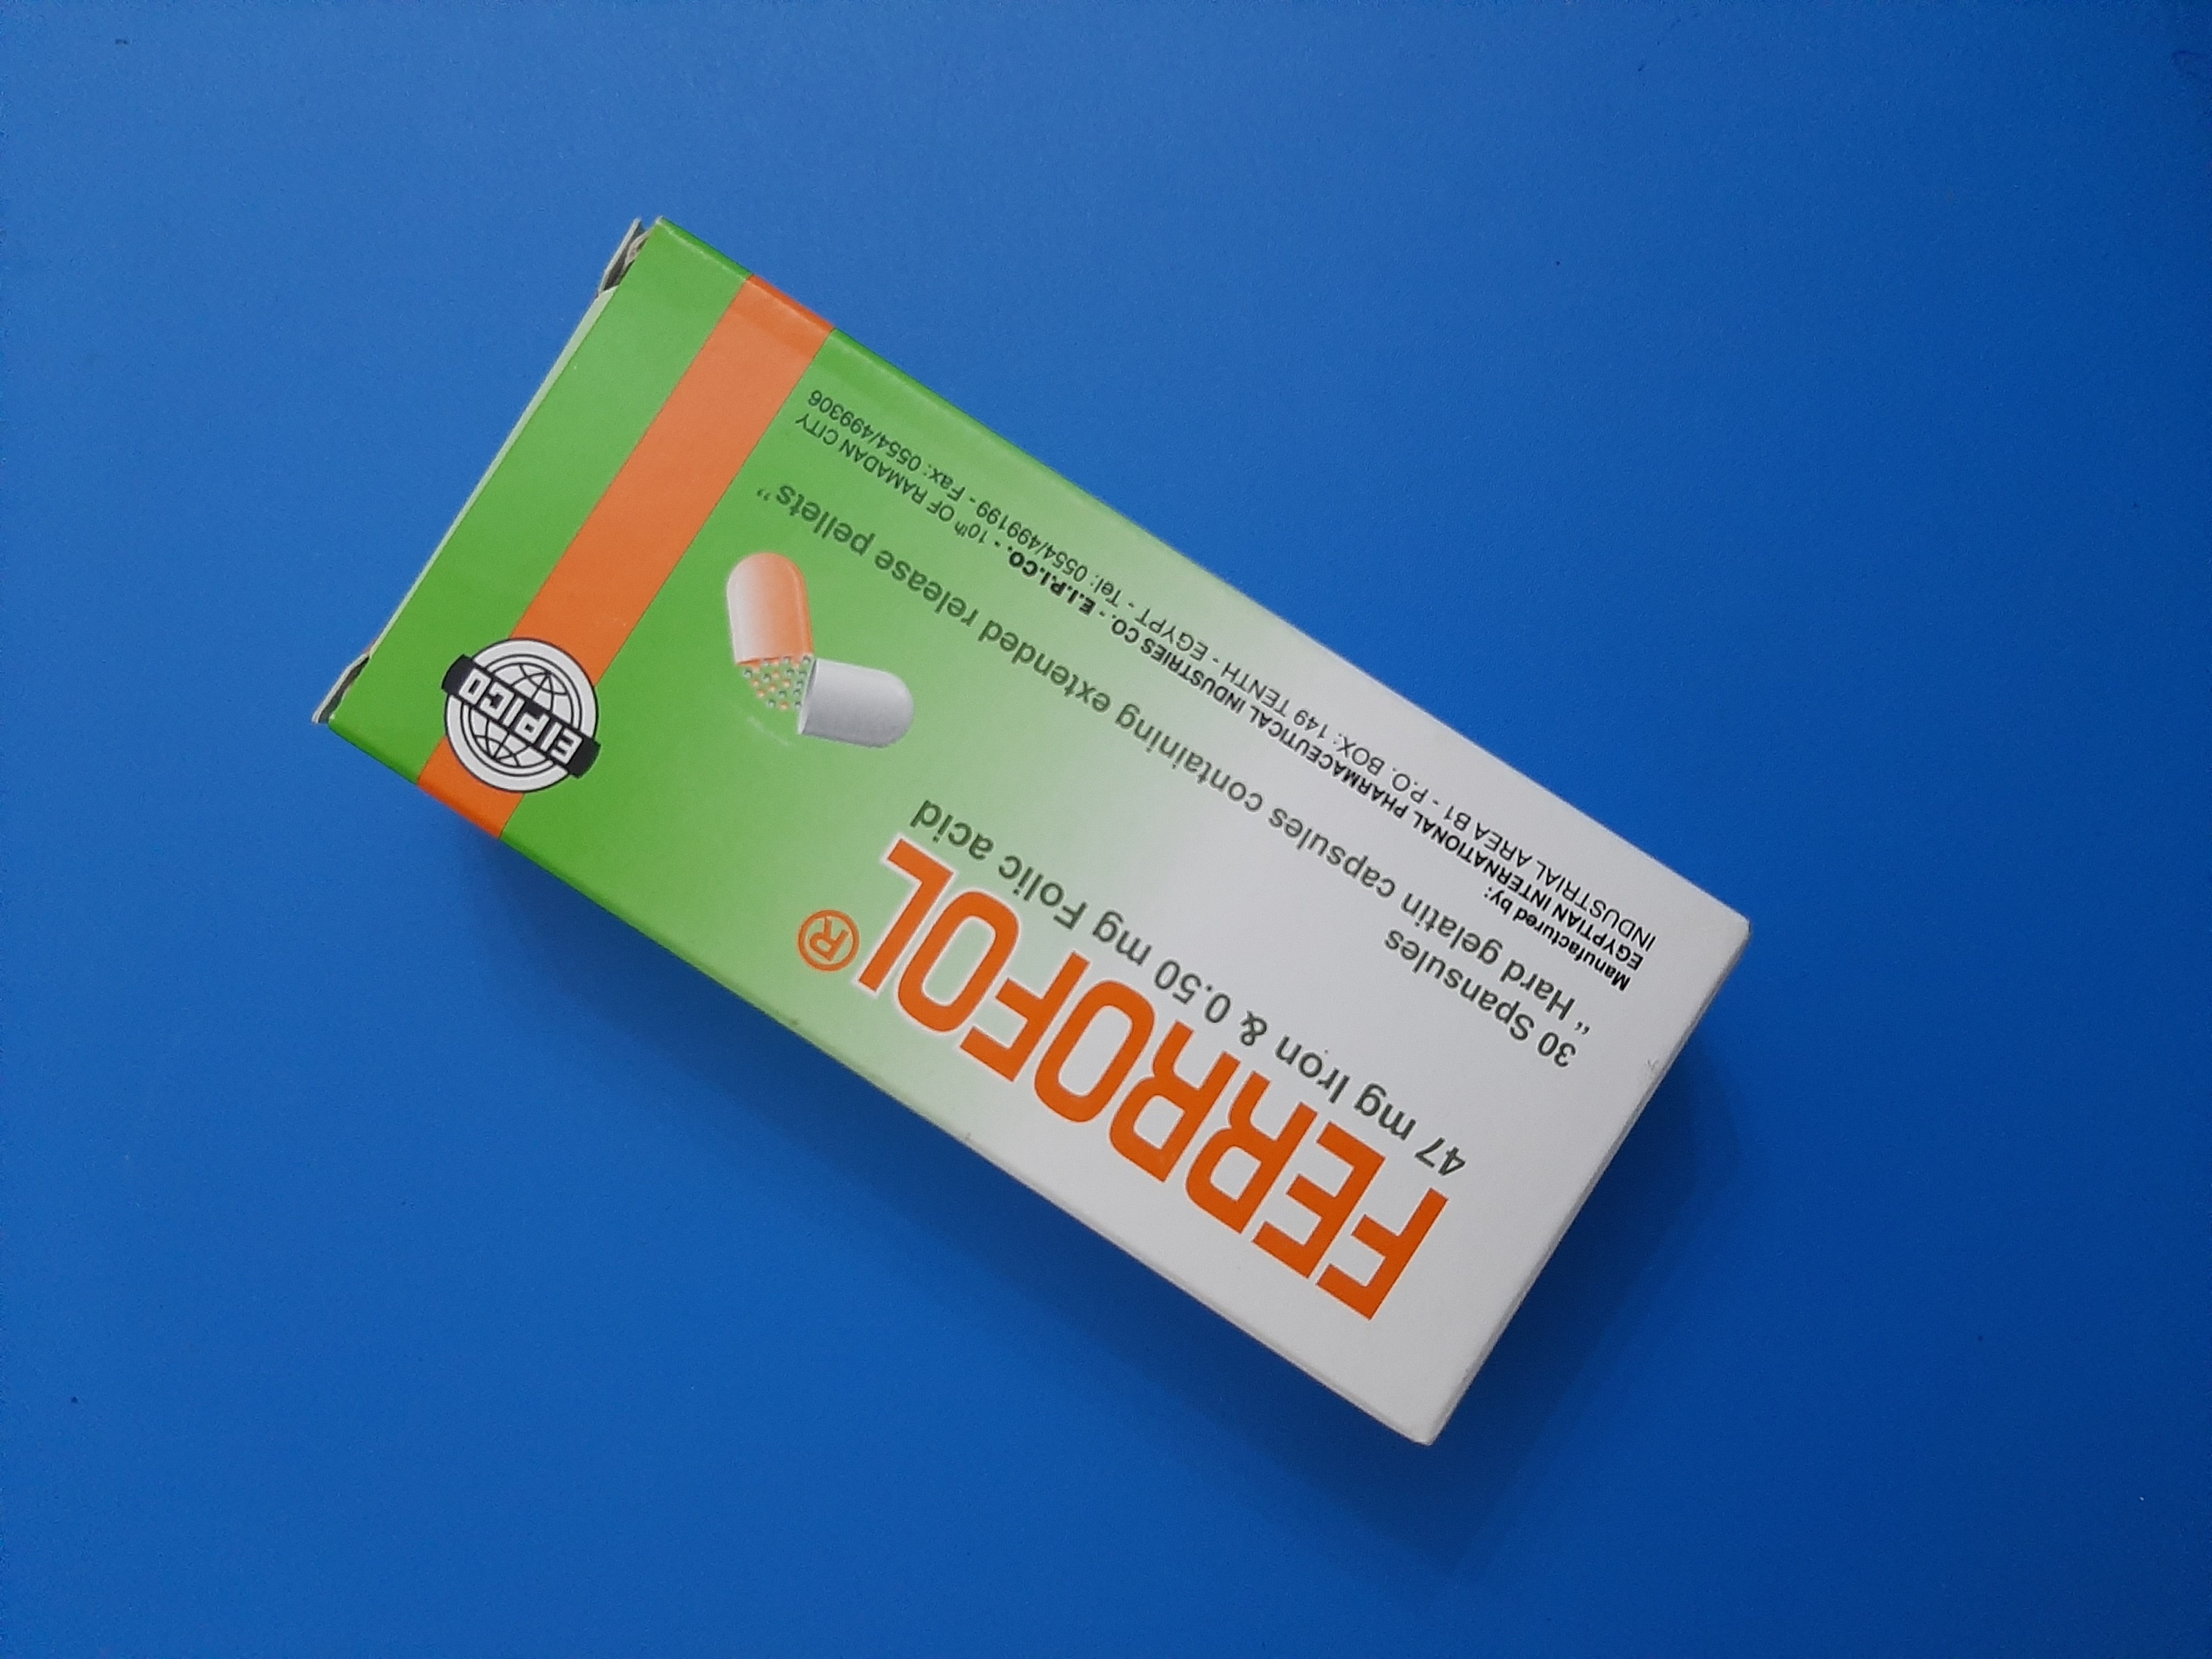 FERROFOL®
47 mg Iron & 0.50 mg Folic acid
30 Spansules
" Hard gelatin capsules containing extended release pellets"
Manufactured by:
EGYPTIAN INTERNATIONAL PHARMACEUTICAL INDUSTRIES CO. - E.I.P.I.CO. - 10th OF RAMADAN CITY
INDUSTRIAL AREA B1 - P.O. BOX: 149 TENTH - EGYPT - Tel: 0554/499199 - Fax: 0554/499306
EIPICO